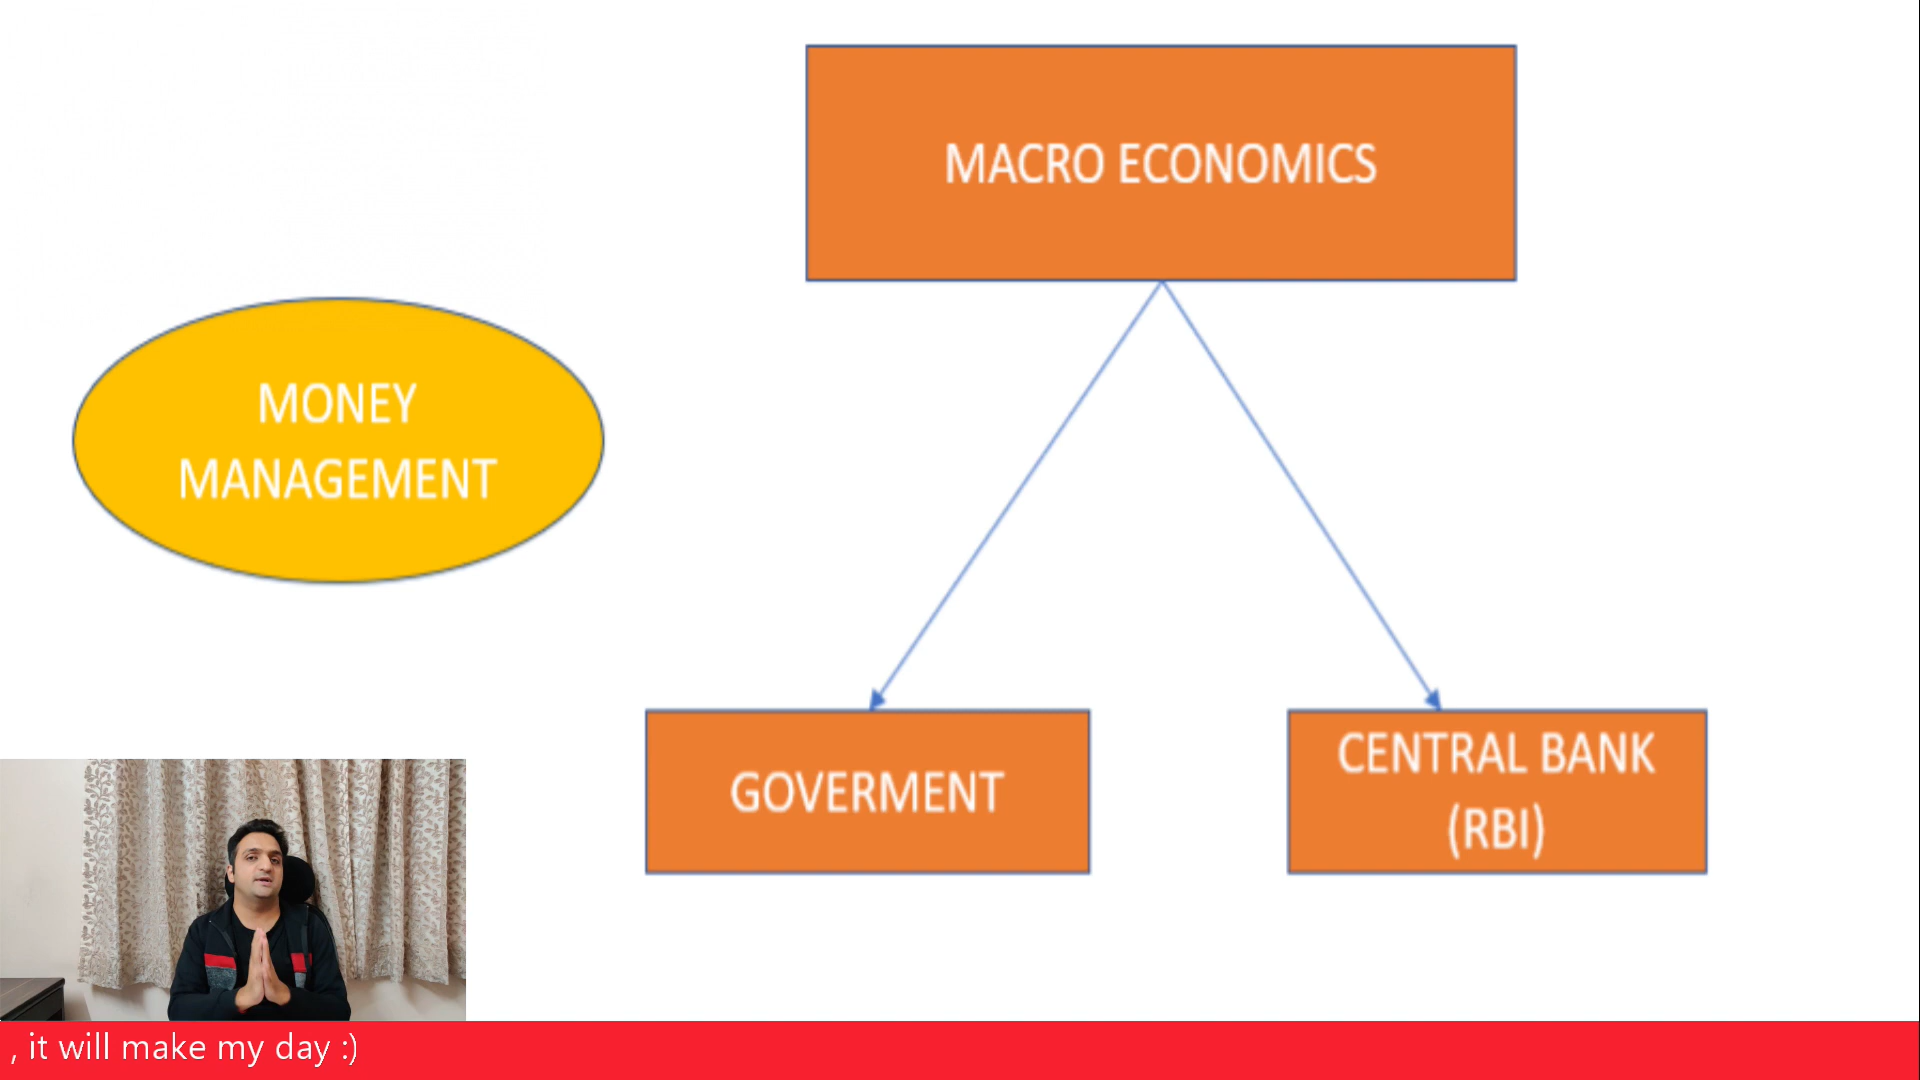 MACRO ECONOMICS
MONEY
MANAGEMENT
GOVERMENT
CENTRAL BANK
(RBI)
, it will make my day :)